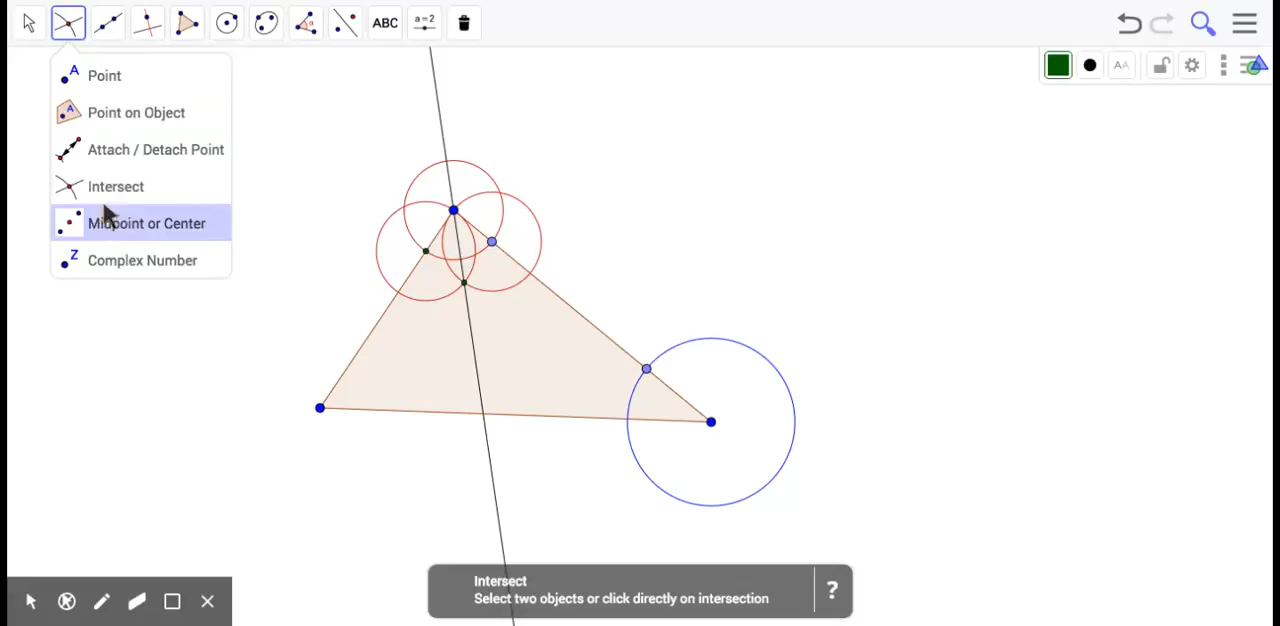 ABC
a=2
AA
A
Point
A
Point on Object
Attach / Detach Point
Intersect
Midpoint or Center
Z
Complex Number
Intersect
Select two objects or click directly on intersection
?